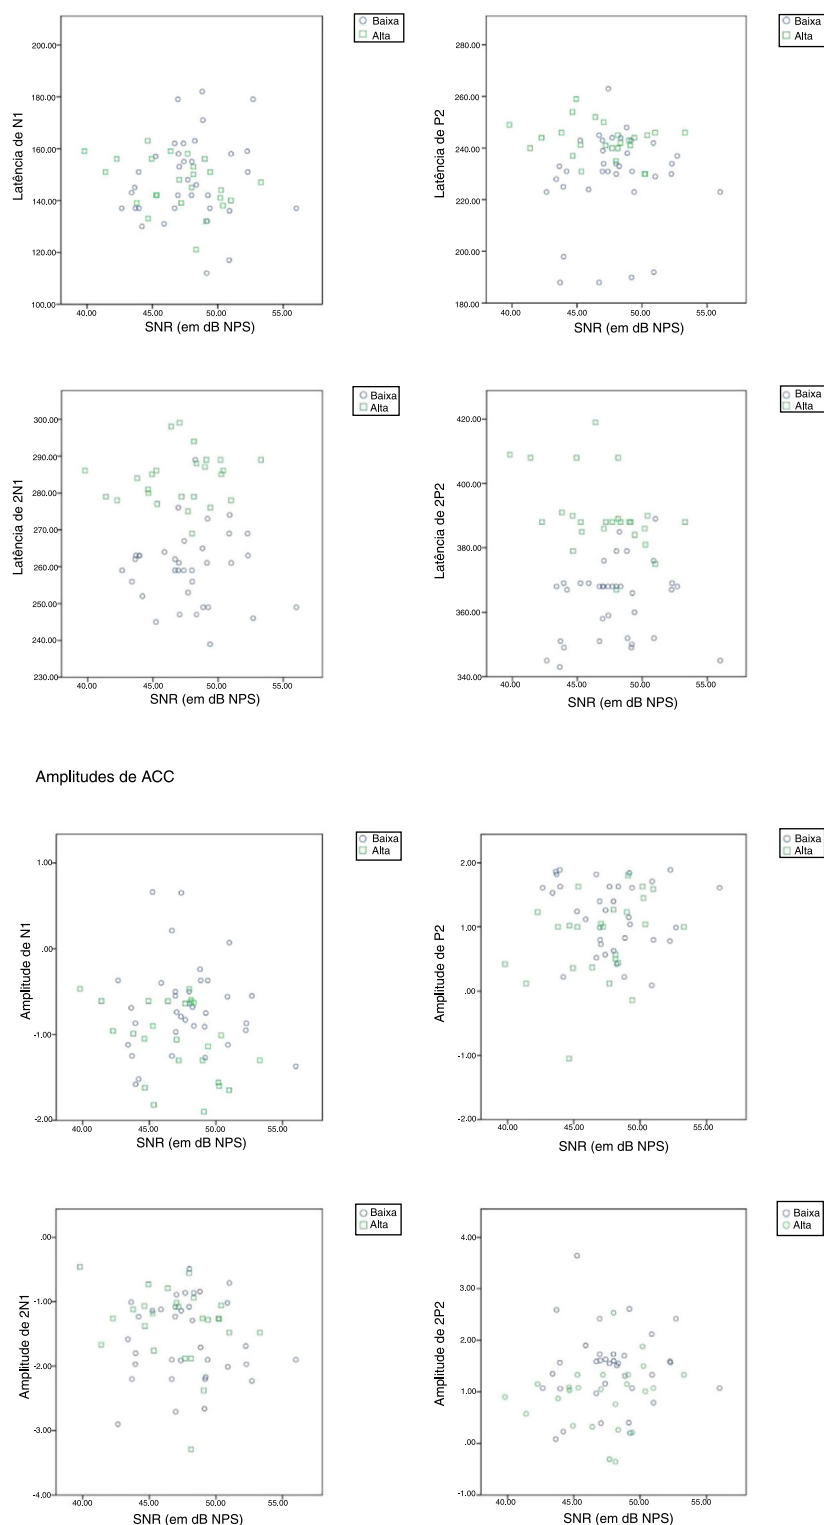 Baixa
Alta
200.00
180.00
160.00
140.00
120.00
100.00
Latência de N1
40.00 45.00 50.00 55.00
SNR (em dB NPS)
Baixa
Alta
280.00
260.00
240.00
220.00
200.00
180.00
Latência de P2
40.00 45.00 50.00 55.00
SNR (em dB NPS)
Baixa
Alta
300.00
290.00
280.00
270.00
260.00
250.00
240.00
230.00
Latência de 2N1
40.00 45.00 50.00 55.00
SNR (em dB NPS)
Baixa
Alta
420.00
400.00
380.00
360.00
340.00
Latência de 2P2
40.00 45.00 50.00 55.00
SNR (em dB NPS)
Amplitudes de ACC
Baixa
Alta
1.00
.00
-1.00
-2.00
Amplitude de N1
40.00 45.00 50.00 55.00
SNR (em dB NPS)
Baixa
Alta
2.00
1.00
.00
-1.00
-2.00
Amplitude de P2
40.00 45.00 50.00 55.00
SNR (em dB NPS)
Baixa
Alta
.00
-1.00
-2.00
-3.00
-4.00
Amplitude de 2N1
40.00 45.00 50.00 55.00
SNR (em dB NPS)
Baixa
Alta
4.00
3.00
2.00
1.00
.00
-1.00
Amplitude de 2P2
40.00 45.00 50.00 55.00
SNR (em dB NPS)